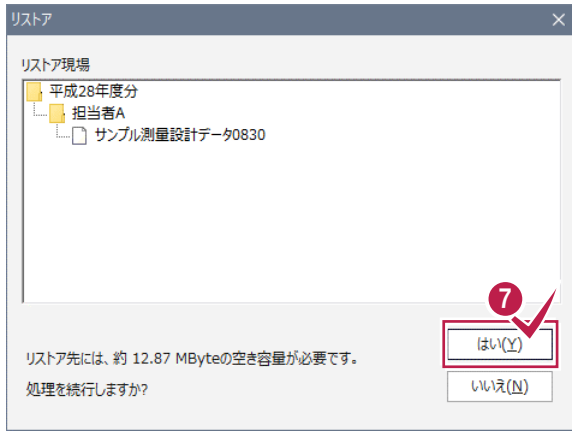 リストア
リストア現場
平成28年度分
担当者A
サンプル測量設計データ0830
7
はい(Y)
リストア先には、約 12.87 MByteの空き容量が必要です。
処理を続行しますか?
いいえ(N)